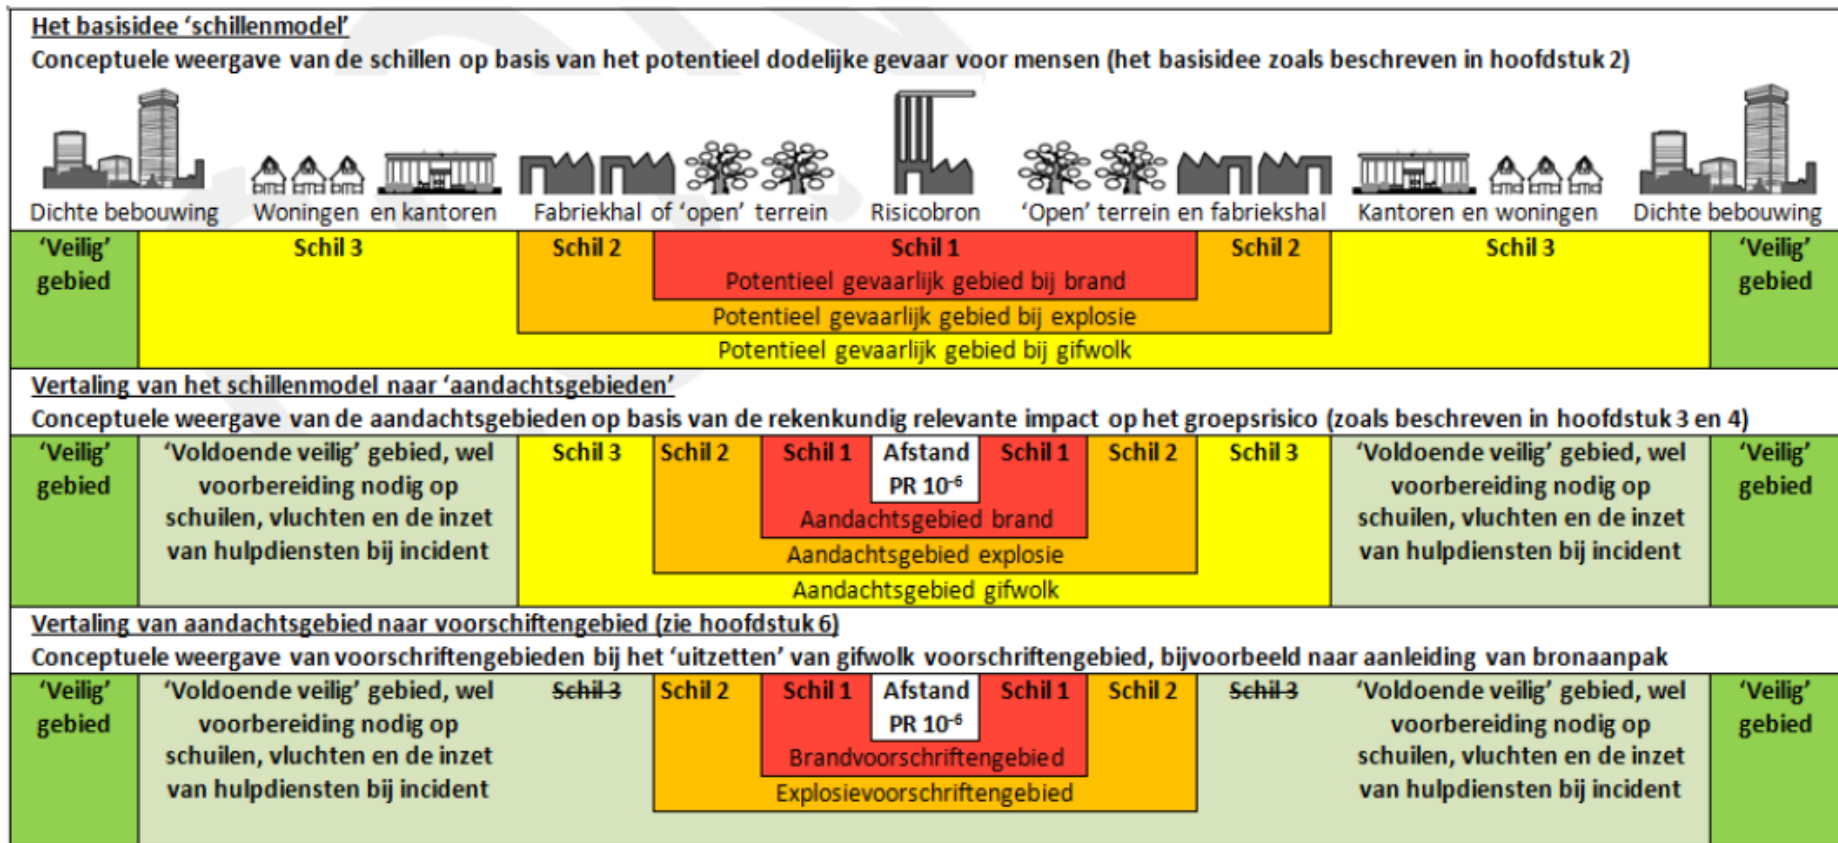 Het basisidee ‘schillenmodel’
Conceptuele weergave van de schillen op basis van het potentieel dodelijke gevaar voor mensen (het basisidee zoals beschreven in hoofdstuk 2)
Dichte bebouwing Woningen en kantoren Fabriekhal of ‘open’ terrein Risicobron ‘Open’ terrein en fabriekshal Kantoren en woningen Dichte bebouwing
‘Veilig’ Schil 3 Schil 2 Schil 1 Schil 2 Schil 3 ‘Veilig’
gebied Potentieel gevaarlijk gebied bij brand gebied
Potentieel gevaarlijk gebied bij explosie
Potentieel gevaarlijk gebied bij gifwolk
Vertaling van het schillenmodel naar ‘aandachtsgebieden’
Conceptuele weergave van de aandachtsgebieden op basis van de rekenkundig relevante impact op het groepsrisico (zoals beschreven in hoofdstuk 3 en 4)
‘Veilig’ ‘Voldoende veilig’ gebied, wel Schil 3 Schil 2 Schil 1 Afstand Schil 1 Schil 2 Schil 3 ‘Voldoende veilig’ gebied, wel ‘Veilig’
gebied voorbereiding nodig op PR 10⁻⁶ voorbereiding nodig op gebied
schuilen, vluchten en de inzet Aandachtsgebied brand schuilen, vluchten en de inzet
van hulpdiensten bij incident Aandachtsgebied explosie van hulpdiensten bij incident
Aandachtsgebied gifwolk
Vertaling van aandachtsgebied naar voorschiftengebied (zie hoofdstuk 6)
Conceptuele weergave van voorschriftengebieden bij het ‘uitzetten’ van gifwolk voorschriftengebied, bijvoorbeeld naar aanleiding van bronaanpak
‘Veilig’ ‘Voldoende veilig’ gebied, wel Schil 3 Schil 2 Schil 1 Afstand Schil 1 Schil 2 Schil 3 ‘Voldoende veilig’ gebied, wel ‘Veilig’
gebied voorbereiding nodig op PR 10⁻⁶ voorbereiding nodig op gebied
schuilen, vluchten en de inzet Brandvoorschriftengebied schuilen, vluchten en de inzet
van hulpdiensten bij incident Explosievoorschriftengebied van hulpdiensten bij incident